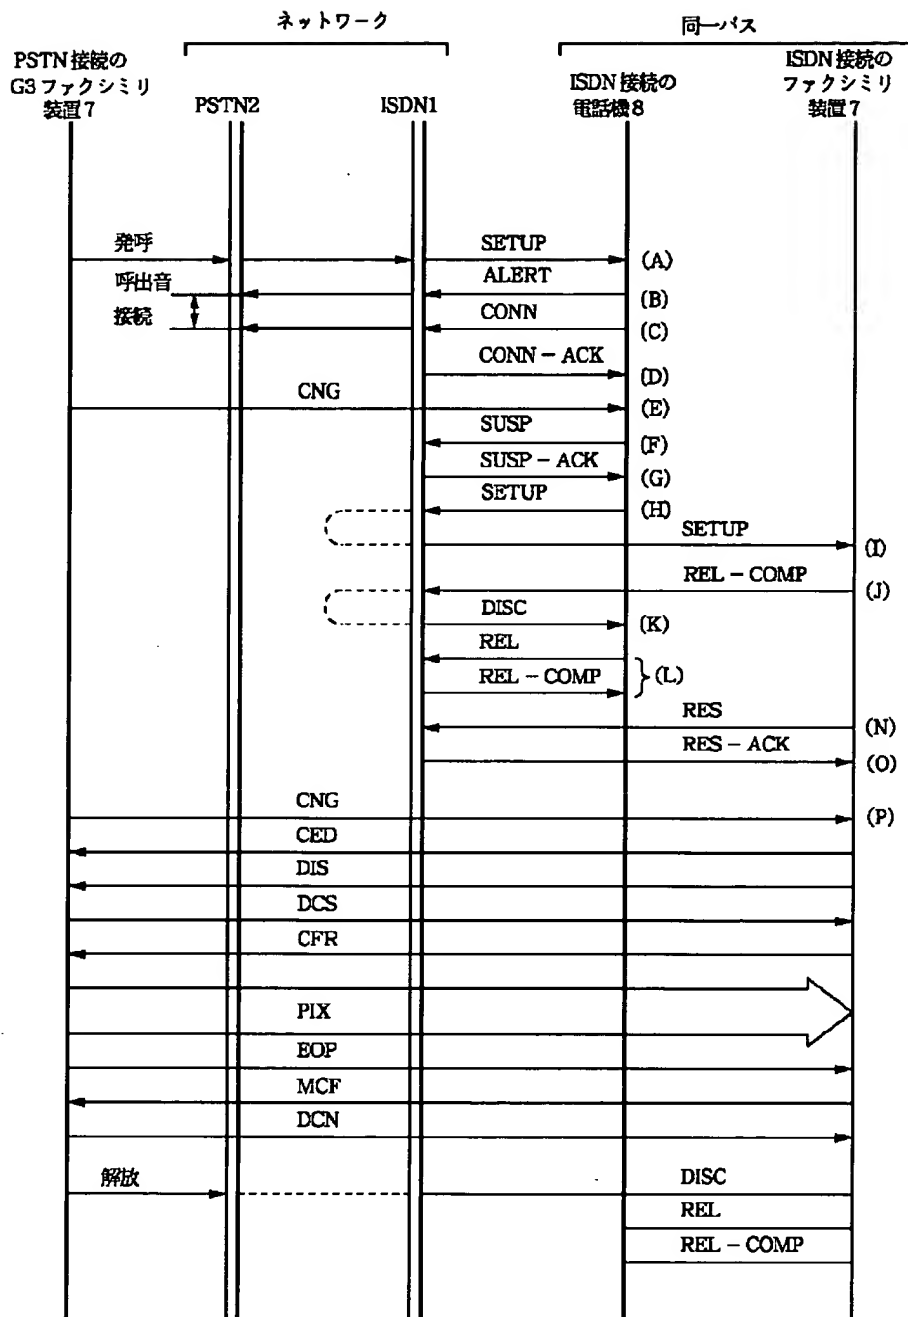 ネットワーク
同一バス
PSTN接続の
G3ファクシミリ
装置7
PSTN2
ISDN1
ISDN接続の
電話機8
ISDN接続の
ファクシミリ
装置7
発呼
SETUP
(A)
呼出音
ALERT
(B)
接続
CONN
(C)
CONN-ACK
(D)
CNG
(E)
SUSP
(F)
SUSP-ACK
(G)
SETUP
(H)
SETUP
(I)
REL-COMP
(J)
DISC
(K)
REL
REL-COMP
(L)
RES
(N)
RES-ACK
(O)
CNG
(P)
CED
DIS
DCS
CFR
PIX
EOP
MCF
DCN
解放
DISC
REL
REL-COMP